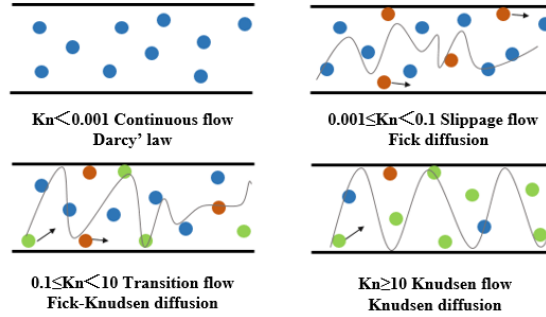 Kn＜0.001 Continuous flow
Darcy’ law
0.001≤Kn＜0.1 Slippage flow
Fick diffusion
0.1≤Kn＜10 Transition flow
Fick-Knudsen diffusion
Kn≥10 Knudsen flow
Knudsen diffusion